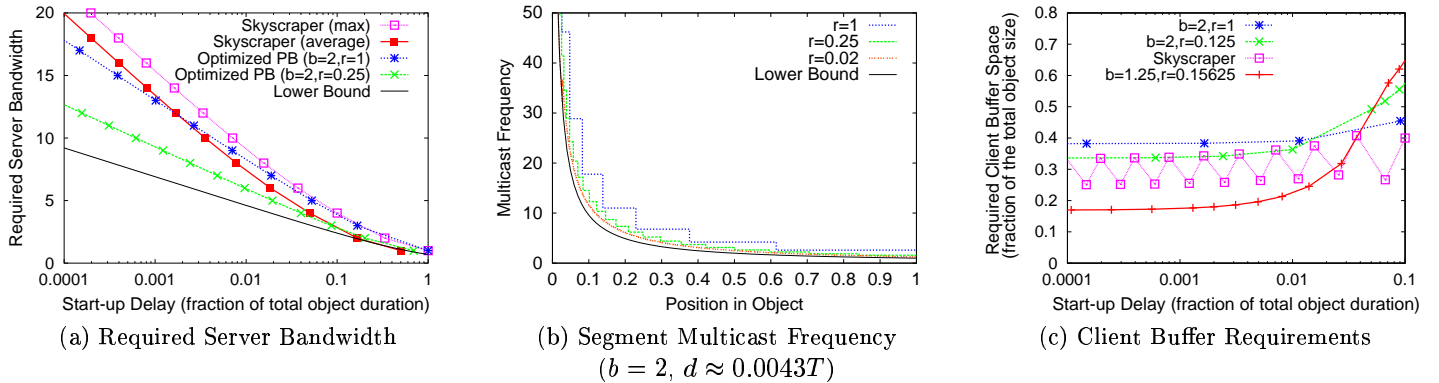 Required Server Bandwidth
20
15
10
5
0
0.0001
0.001
0.01
0.1
1
Skyscraper (max)
Skyscraper (average)
Optimized PB (b=2,r=1)
Optimized PB (b=2,r=0.25)
Lower Bound
Start-up Delay (fraction of total object duration)
(a) Required Server Bandwidth
Multicast Frequency
50
40
30
20
10
0
0 0.1 0.2 0.3 0.4 0.5 0.6 0.7 0.8 0.9 1
r=1
r=0.25
r=0.02
Lower Bound
Position in Object
(b) Segment Multicast Frequency
(b = 2, d ≈ 0.0043T)
Required Client Buffer Space
(fraction of the total object size)
0.8
0.7
0.6
0.5
0.4
0.3
0.2
0.1
0
0.0001
0.001
0.01
0.1
b=2,r=1
b=2,r=0.125
Skyscraper
b=1.25,r=0.15625
Start-up Delay (fraction of total object duration)
(c) Client Buffer Requirements